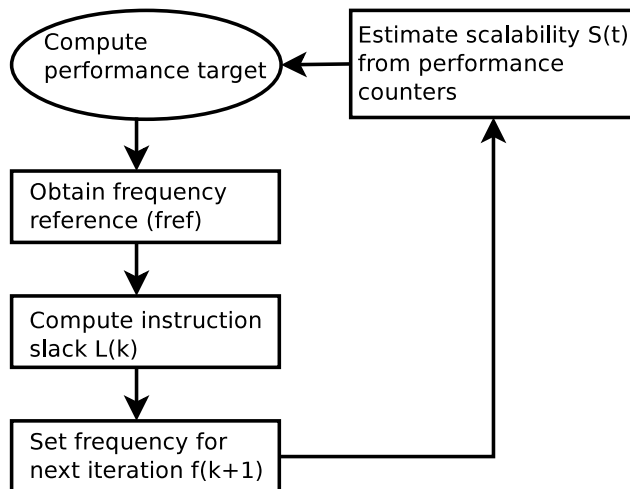 Compute
performance target
Estimate scalability S(t)
from performance
counters
Obtain frequency
reference (fref)
Compute instruction
slack L(k)
Set frequency for
next iteration f(k+1)